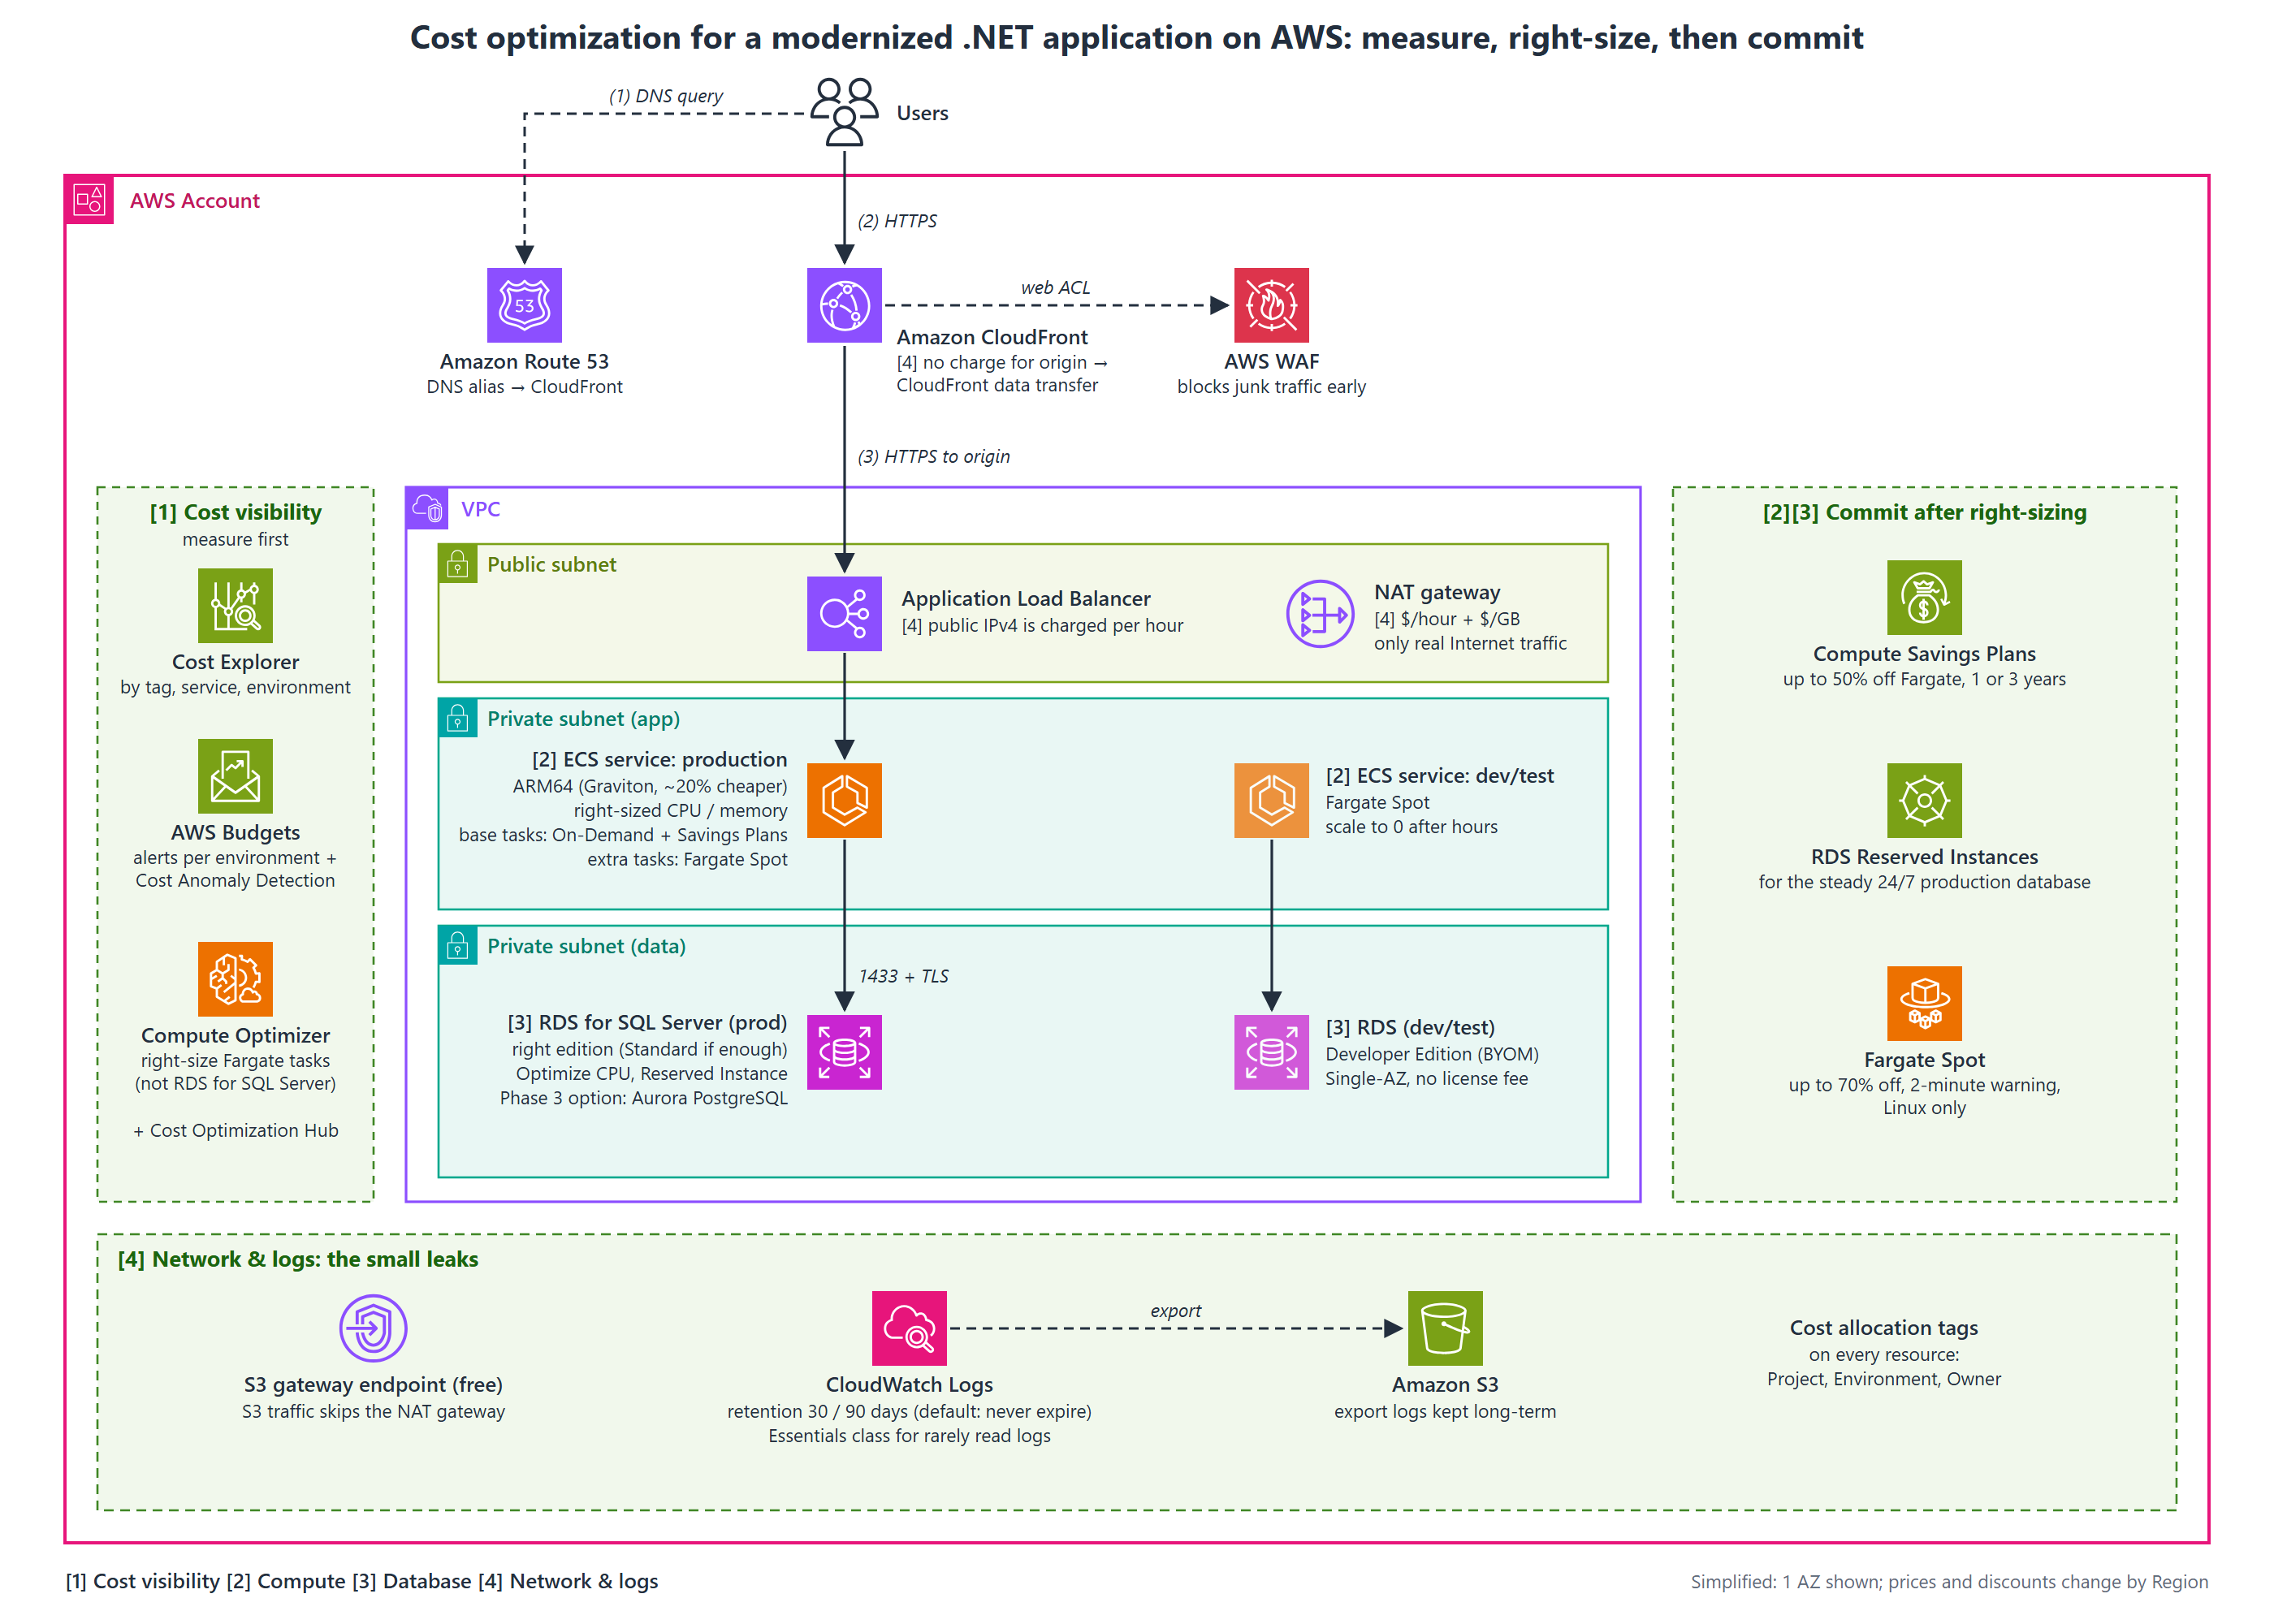 Cost optimization for a modernized .NET application on AWS: measure, right-size, then commit
(1) DNS query
Users
AWS Account
(2) HTTPS
53
web ACL
Amazon Route 53
DNS alias → CloudFront
Amazon CloudFront
[4] no charge for origin →
CloudFront data transfer
AWS WAF
blocks junk traffic early
(3) HTTPS to origin
[1] Cost visibility
measure first
Cost Explorer
by tag, service, environment
AWS Budgets
alerts per environment +
Cost Anomaly Detection
Compute Optimizer
right-size Fargate tasks
(not RDS for SQL Server)
+ Cost Optimization Hub
VPC
Public subnet
Application Load Balancer
[4] public IPv4 is charged per hour
NAT gateway
[4] $/hour + $/GB
only real Internet traffic
Private subnet (app)
[2] ECS service: production
ARM64 (Graviton, ~20% cheaper)
right-sized CPU / memory
base tasks: On-Demand + Savings Plans
extra tasks: Fargate Spot
[2] ECS service: dev/test
Fargate Spot
scale to 0 after hours
Private subnet (data)
1433 + TLS
[3] RDS for SQL Server (prod)
right edition (Standard if enough)
Optimize CPU, Reserved Instance
Phase 3 option: Aurora PostgreSQL
[3] RDS (dev/test)
Developer Edition (BYOM)
Single-AZ, no license fee
[2][3] Commit after right-sizing
$
Compute Savings Plans
up to 50% off Fargate, 1 or 3 years
RDS Reserved Instances
for the steady 24/7 production database
Fargate Spot
up to 70% off, 2-minute warning,
Linux only
[4] Network & logs: the small leaks
S3 gateway endpoint (free)
S3 traffic skips the NAT gateway
CloudWatch Logs
retention 30 / 90 days (default: never expire)
Essentials class for rarely read logs
export
Amazon S3
export logs kept long-term
Cost allocation tags
on every resource:
Project, Environment, Owner
[1] Cost visibility [2] Compute [3] Database [4] Network & logs
Simplified: 1 AZ shown; prices and discounts change by Region